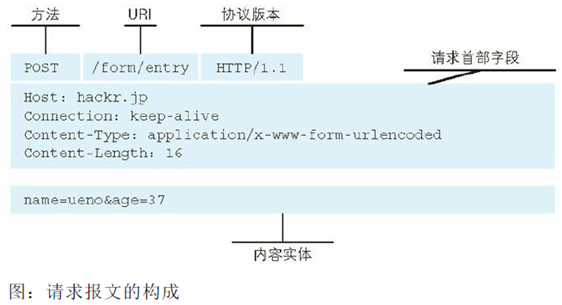 方法 URI 协议版本
请求首部字段
POST /form/entry HTTP/1.1
Host: hackr.jp
Connection: keep-alive
Content-Type: application/x-www-form-urlencoded
Content-Length: 16
name=ueno&age=37
内容实体
图：请求报文的构成